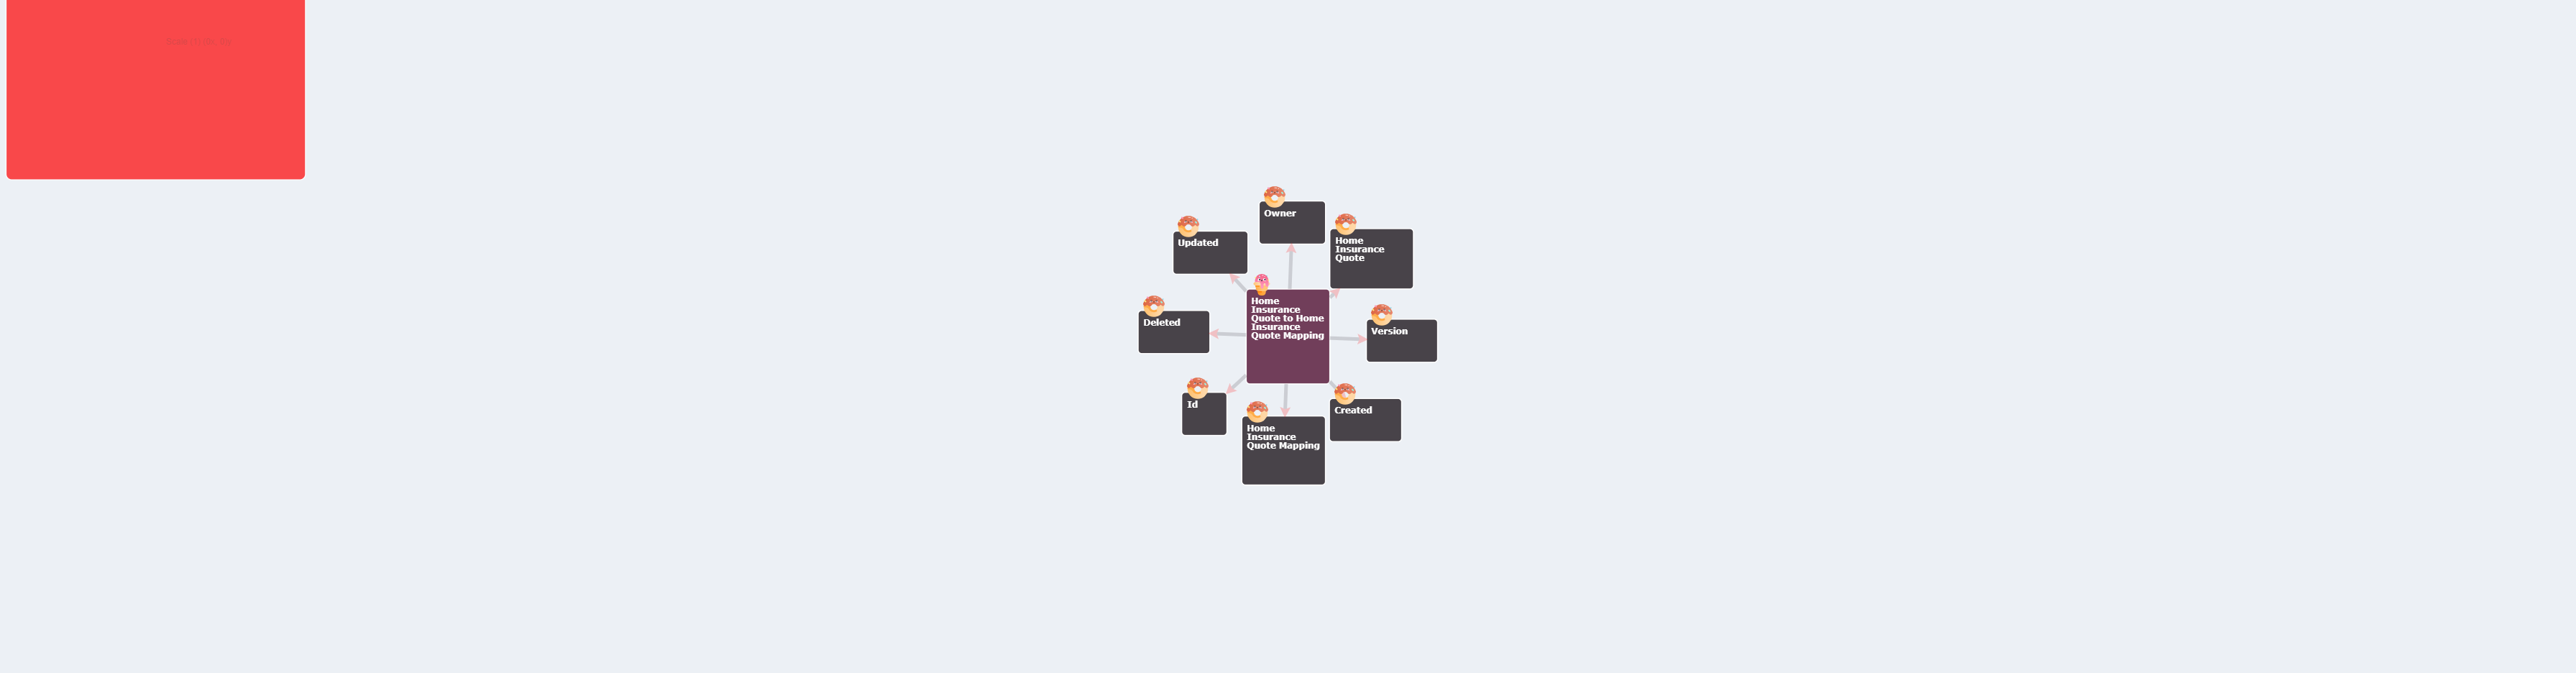 Owner
Home
Insurance
Quote
Updated
Home
Insurance
Quote to Home
Insurance
Quote Mapping
Deleted
Version
Id
Created
Home
Insurance
Quote Mapping